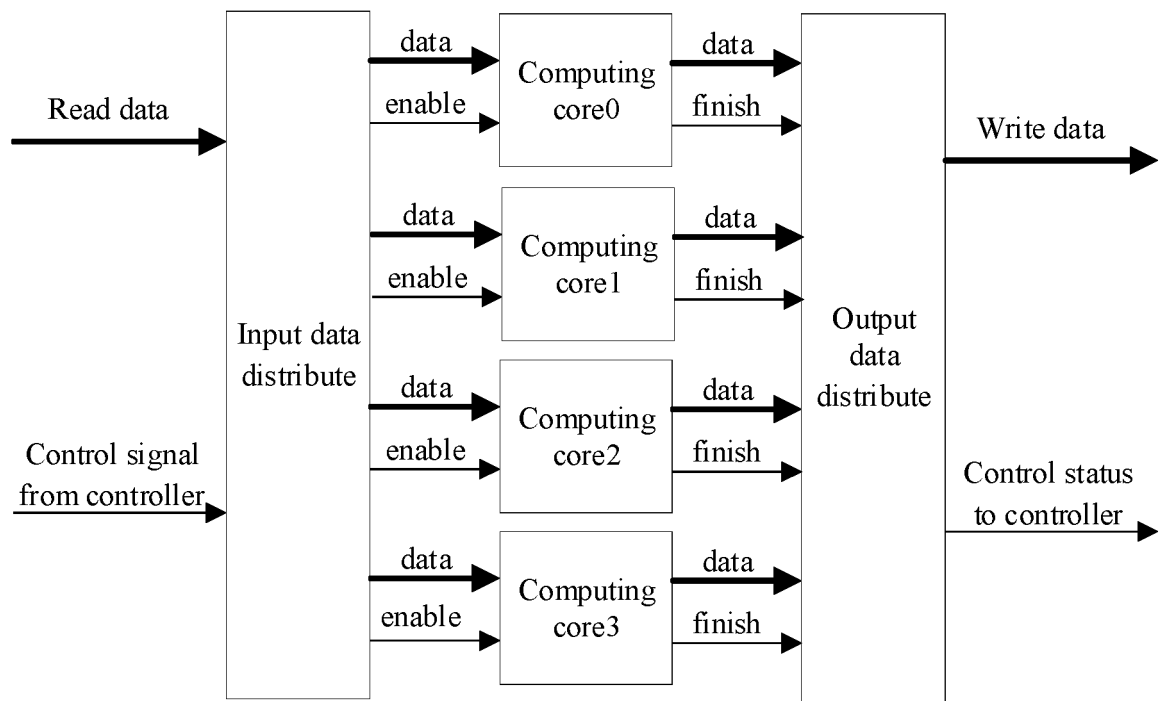 Read data
Control signal
from controller
Input data
distribute
data
enable
Computing
core0
data
finish
data
enable
Computing
core1
data
finish
data
enable
Computing
core2
data
finish
data
enable
Computing
core3
data
finish
Output
data
distribute
Write data
Control status
to controller